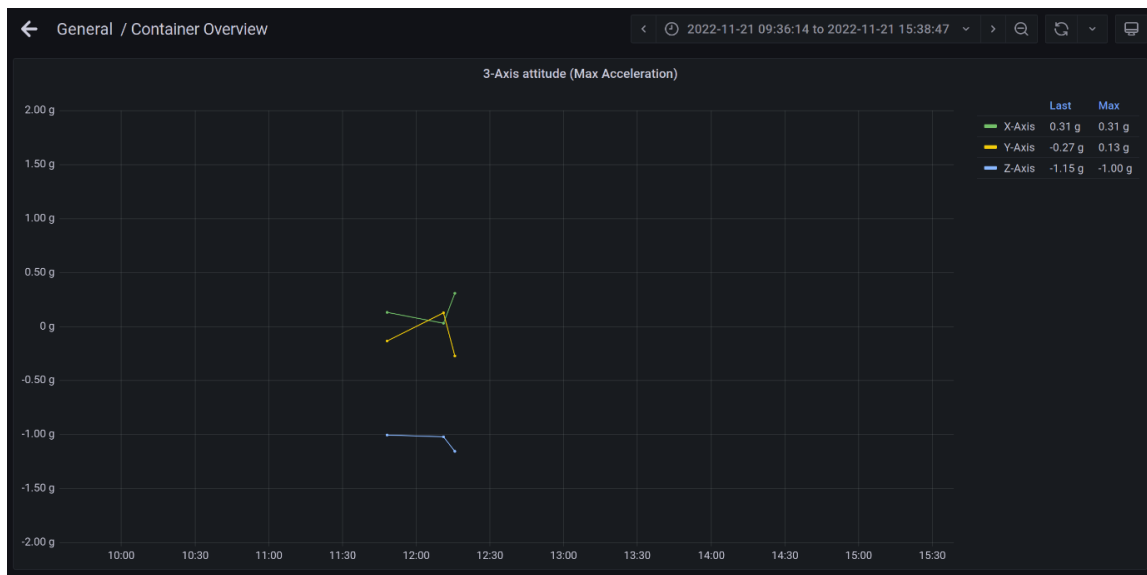 General / Container Overview
2022-11-21 09:36:14 to 2022-11-21 15:38:47
3-Axis attitude (Max Acceleration)
2.00 g
1.50 g
1.00 g
0.50 g
0 g
-0.50 g
-1.00 g
-1.50 g
-2.00 g
10:00 10:30 11:00 11:30 12:00 12:30 13:00 13:30 14:00 14:30 15:00 15:30
Last Max
X-Axis 0.31 g 0.31 g
Y-Axis -0.27 g 0.13 g
Z-Axis -1.15 g -1.00 g